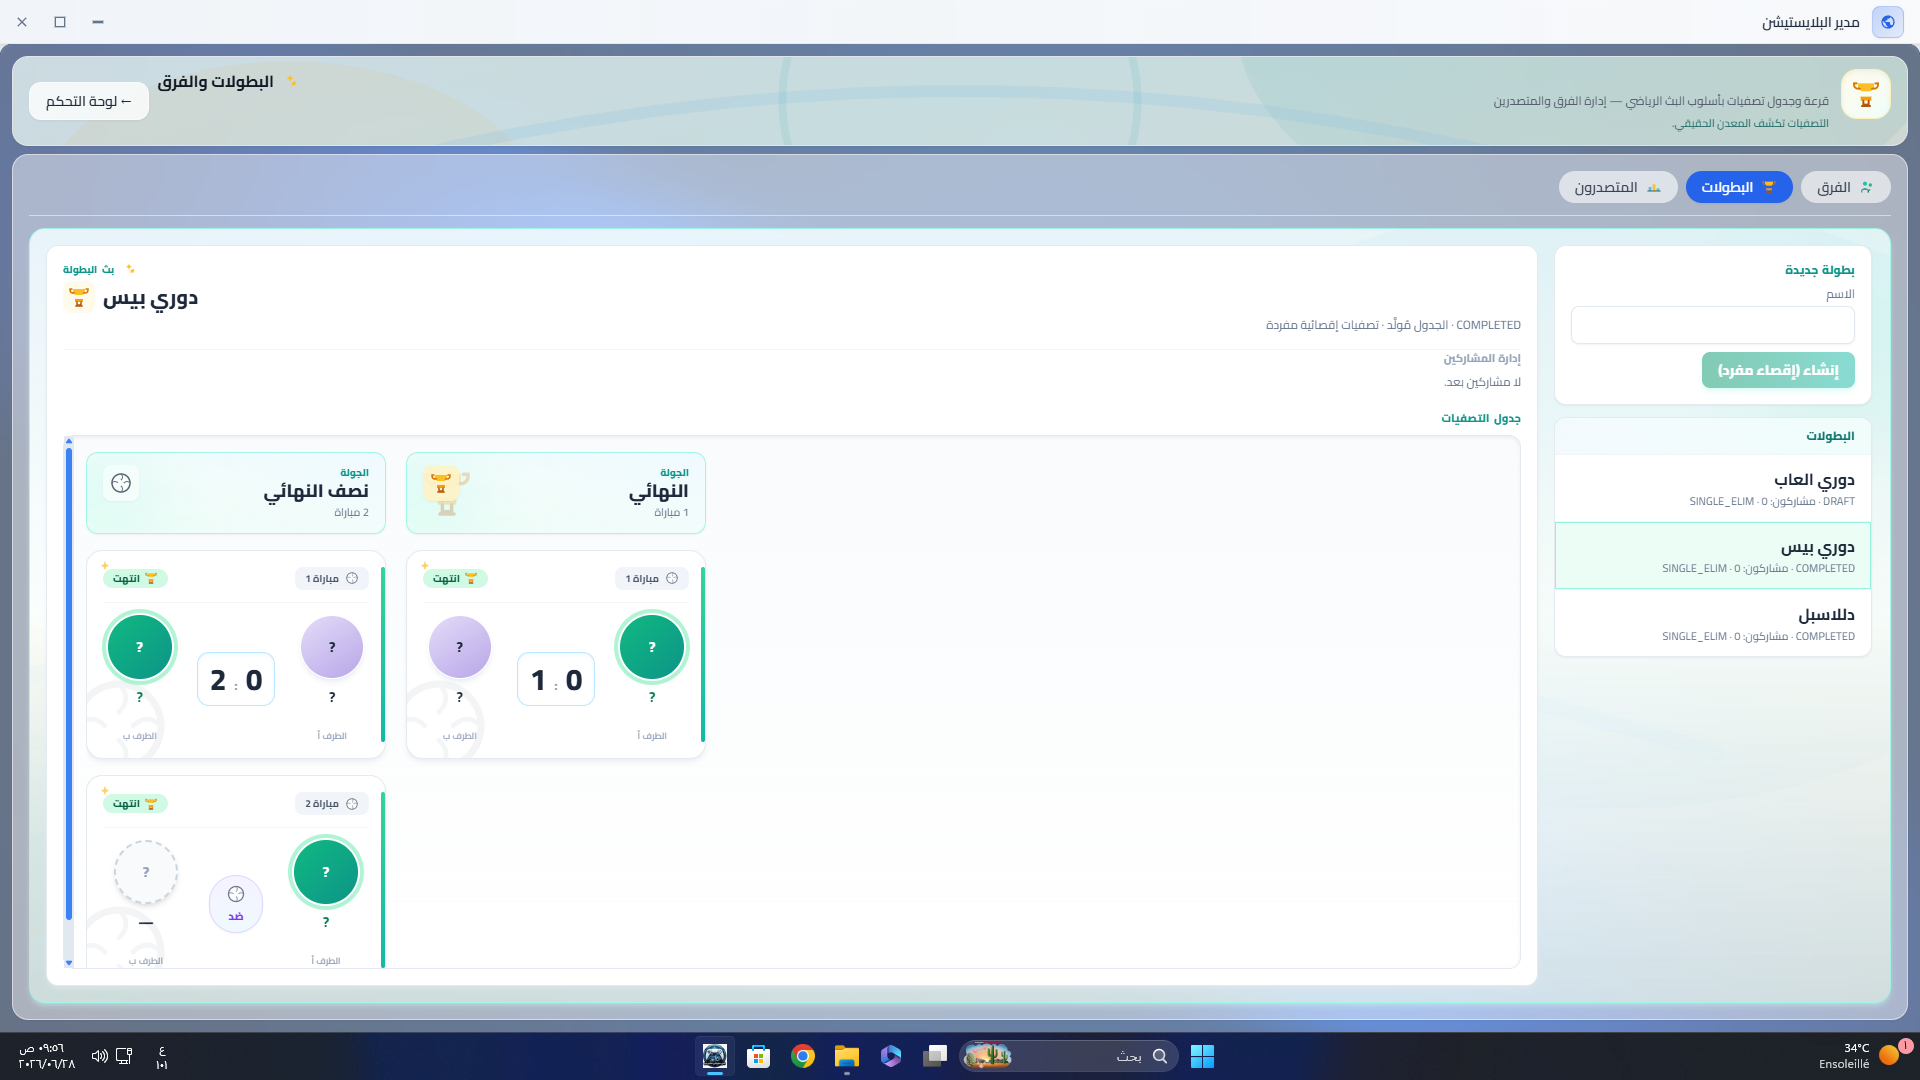 مدير البلايستيشن
البطولات والفرق
← لوحة التحكم
قرعة وجدول تصفيات بأسلوب البث الرياضي — إدارة الفرق والمتصدرين
التصفيات تكشف المعدن الحقيقي.
الفرق
البطولات
المتصدرون
بطولة جديدة
الاسم
إنشاء (إقصاء مفرد)
البطولات
دوري العاب
DRAFT · مشاركون: 0 · SINGLE_ELIM
دوري بيس
COMPLETED · مشاركون: 0 · SINGLE_ELIM
دللاسبل
COMPLETED · مشاركون: 0 · SINGLE_ELIM
بث البطولة
دوري بيس
COMPLETED · الجدول مُولَّد · تصفيات إقصائية مفردة
إدارة المشاركين
لا مشاركين بعد.
جدول التصفيات
الجولة
النهائي
1 مباراة
مباراة 1
انتهت
?
?
1 : 0
?
?
الطرف أ
الطرف ب
الجولة
نصف النهائي
2 مباراة
مباراة 1
انتهت
?
?
2 : 0
?
?
الطرف أ
الطرف ب
مباراة 2
انتهت
?
?
ضد
?
—
الطرف أ
الطرف ب
١
34°C
Ensoleillé
بحث
ع
١٠١
٠٩:٥٦ ص
٢٠٢٦/٠٦/٢٨